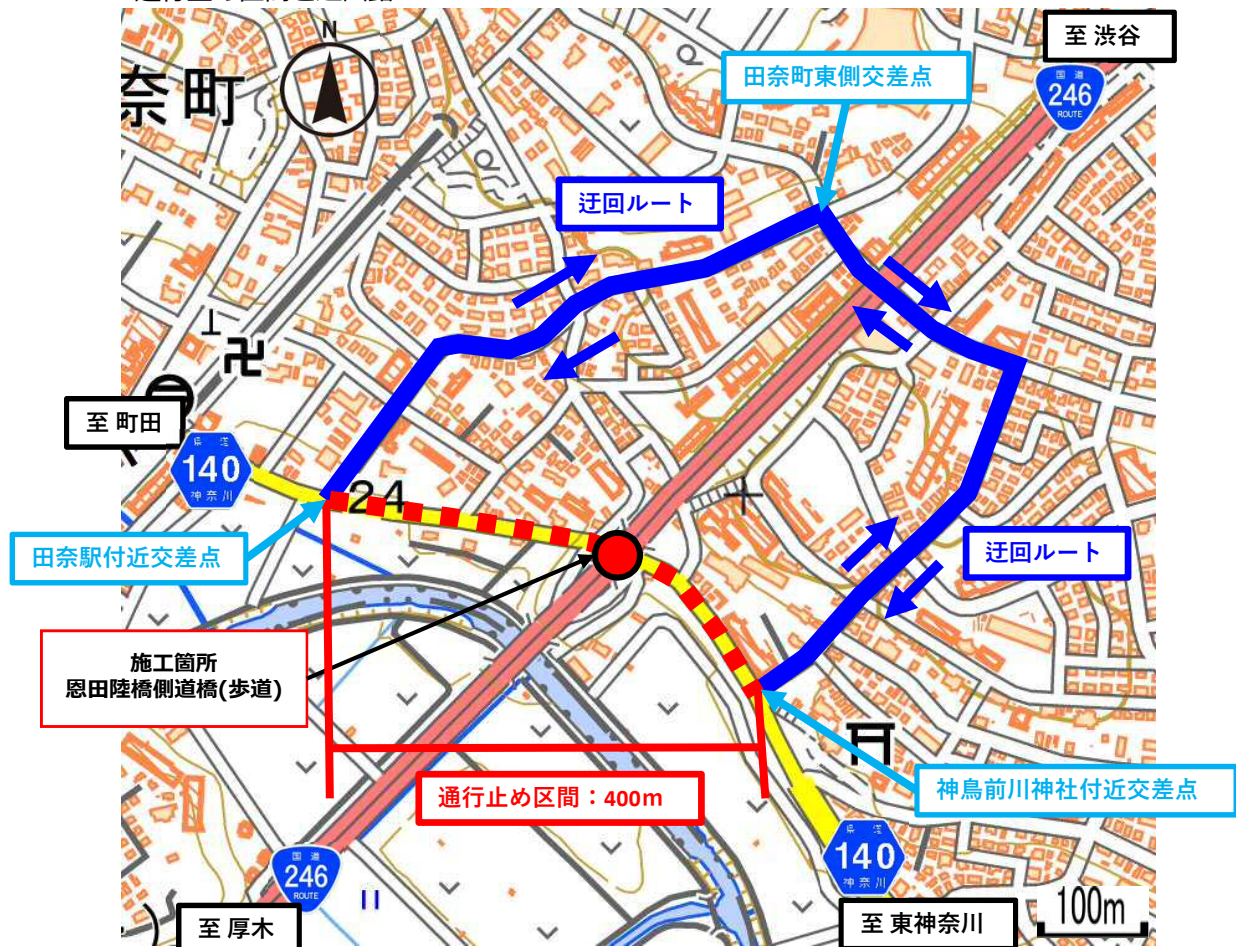 N
奈町
至 渋谷
国道
246
ROUTE
田奈町東側交差点
迂回ルート
至 町田
県道
140
神奈川
24
田奈駅付近交差点
迂回ルート
施工箇所
恩田陸橋側道橋(歩道)
通行止め区間：400m
神鳥前川神社付近交差点
国道
246
ROUTE
至 厚木
県道
140
神奈川
至 東神奈川
100m